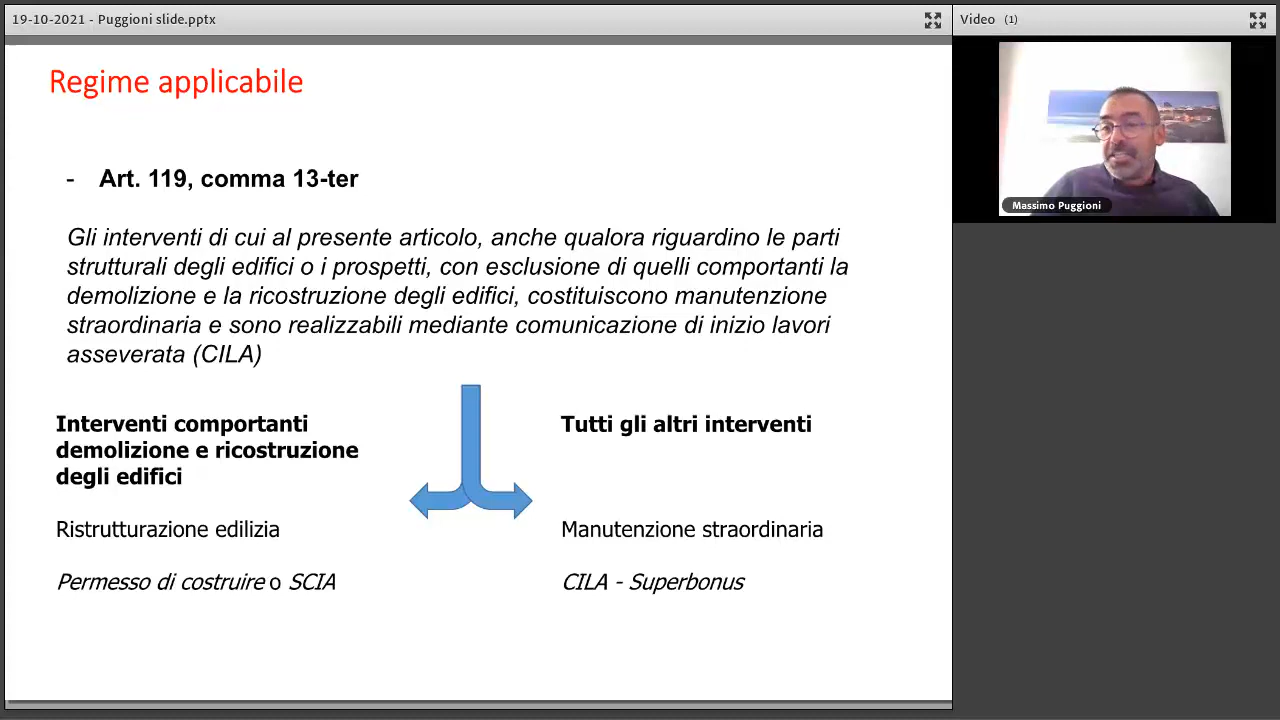 19-10-2021 - Puggioni slide.pptx
Video (1)
Massimo Puggioni
Regime applicabile
- Art. 119, comma 13-ter
Gli interventi di cui al presente articolo, anche qualora riguardino le parti
strutturali degli edifici o i prospetti, con esclusione di quelli comportanti la
demolizione e la ricostruzione degli edifici, costituiscono manutenzione
straordinaria e sono realizzabili mediante comunicazione di inizio lavori
asseverata (CILA)
Interventi comportanti
demolizione e ricostruzione
degli edifici
Ristrutturazione edilizia
Permesso di costruire o SCIA
Tutti gli altri interventi
Manutenzione straordinaria
CILA - Superbonus